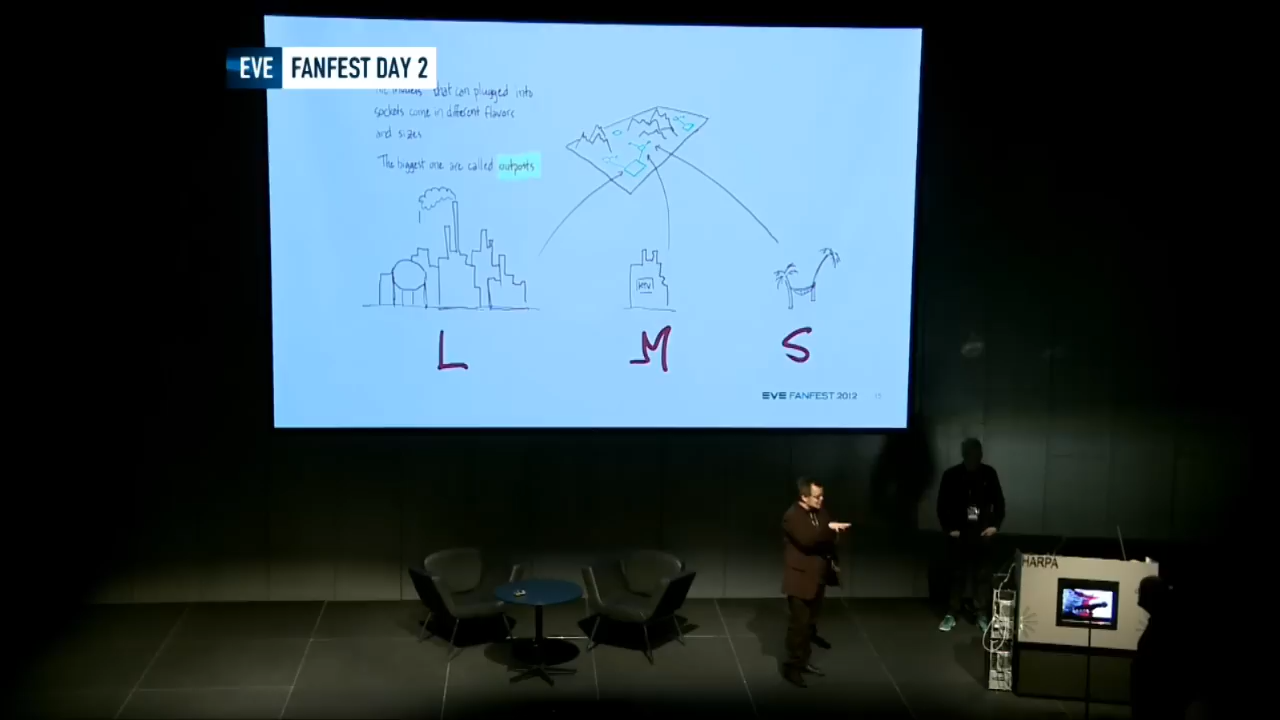 EVE FANFEST DAY 2
that can plugged into
sockets come in different flavors
and sizes
The biggest one are called outposts
L M S
EVE FANFEST 2012
HARPA